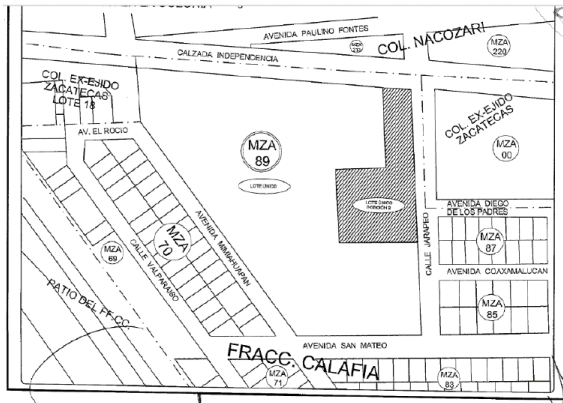 AVENIDA PAULINO FONTES
COL. NACOZARI
MZA
220
CALZADA INDEPENDENCIA
COL. EX-EJIDO
ZACATECAS
LOTE 18
AV. EL ROCIO
MZA
89
LOTE UNICO
COL. EX-EJIDO
ZACATECAS
MZA
00
LOTE UNICO
AVENIDA DIEGO
DE LOS PADRES
MZA
87
AVENIDA COAXAMALUCAN
MZA
85
CALLE JARAPEO
AVENIDA MIMIAHUAPAN
MZA
70
CALLE VALPARAISO
MZA
69
PATIO DEL FF.CC.
AVENIDA SAN MATEO
FRACC. CALAFIA
MZA
71
MZA
83